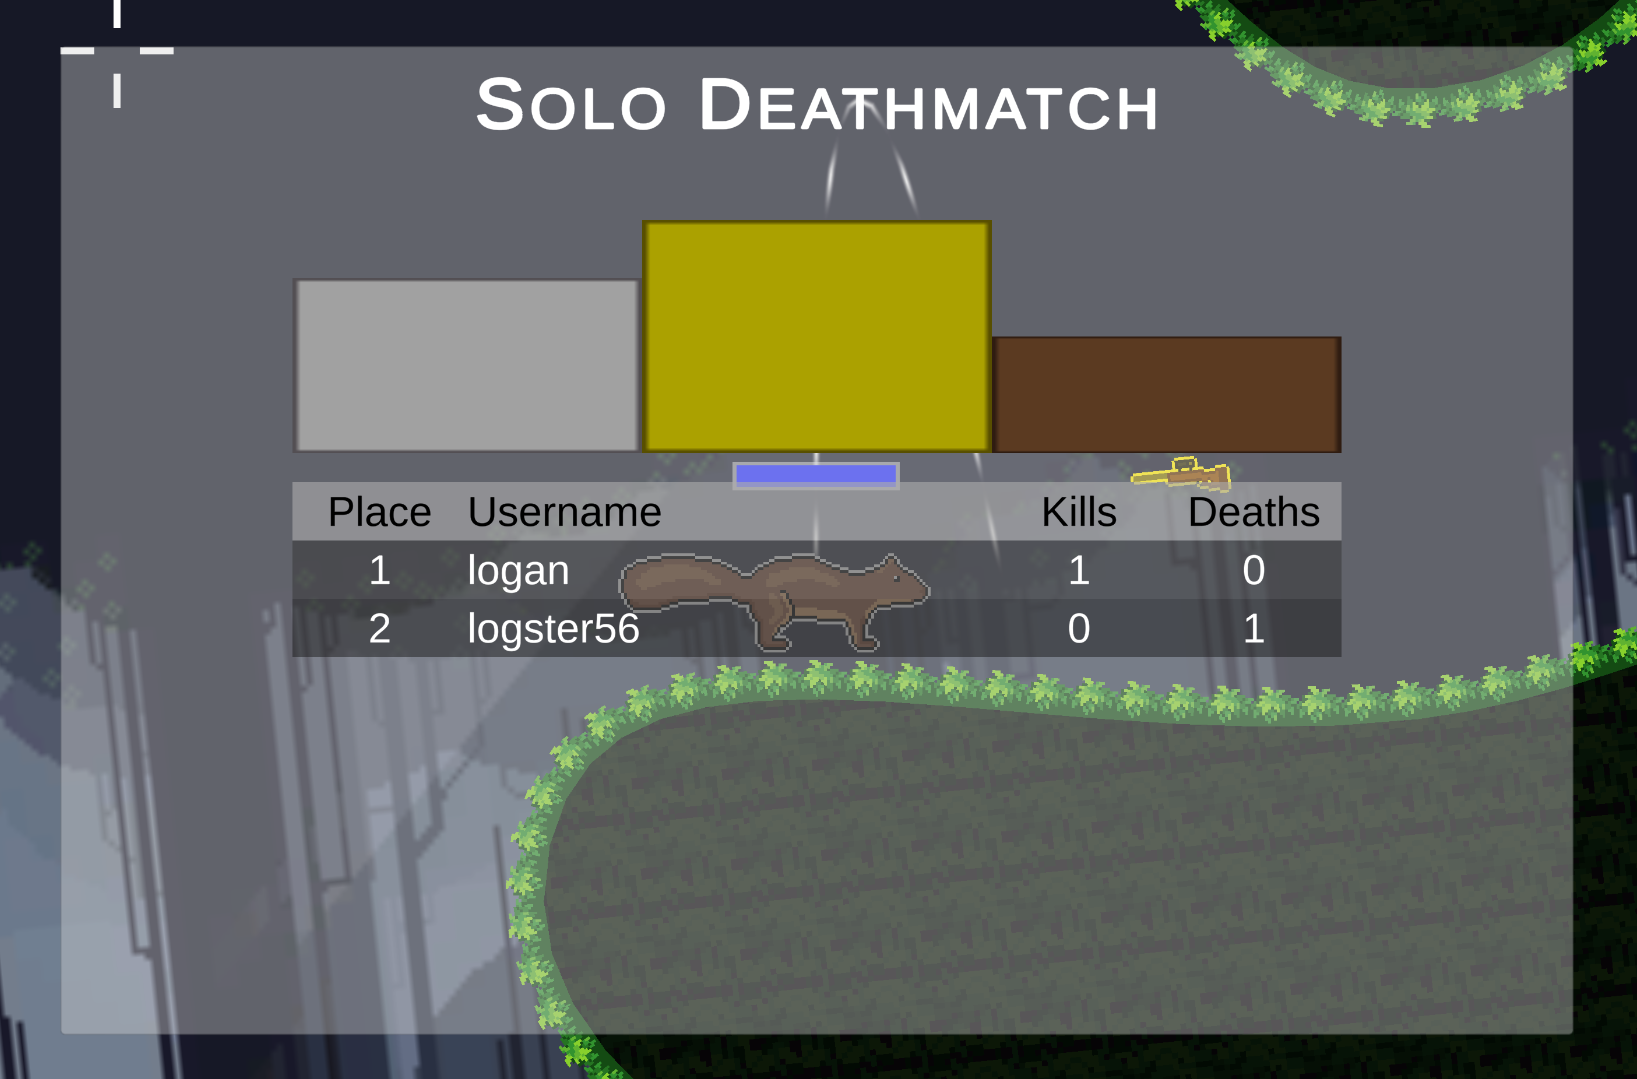 Solo Deathmatch
Place Username Kills Deaths
1 logan 1 0
2 logster56 0 1